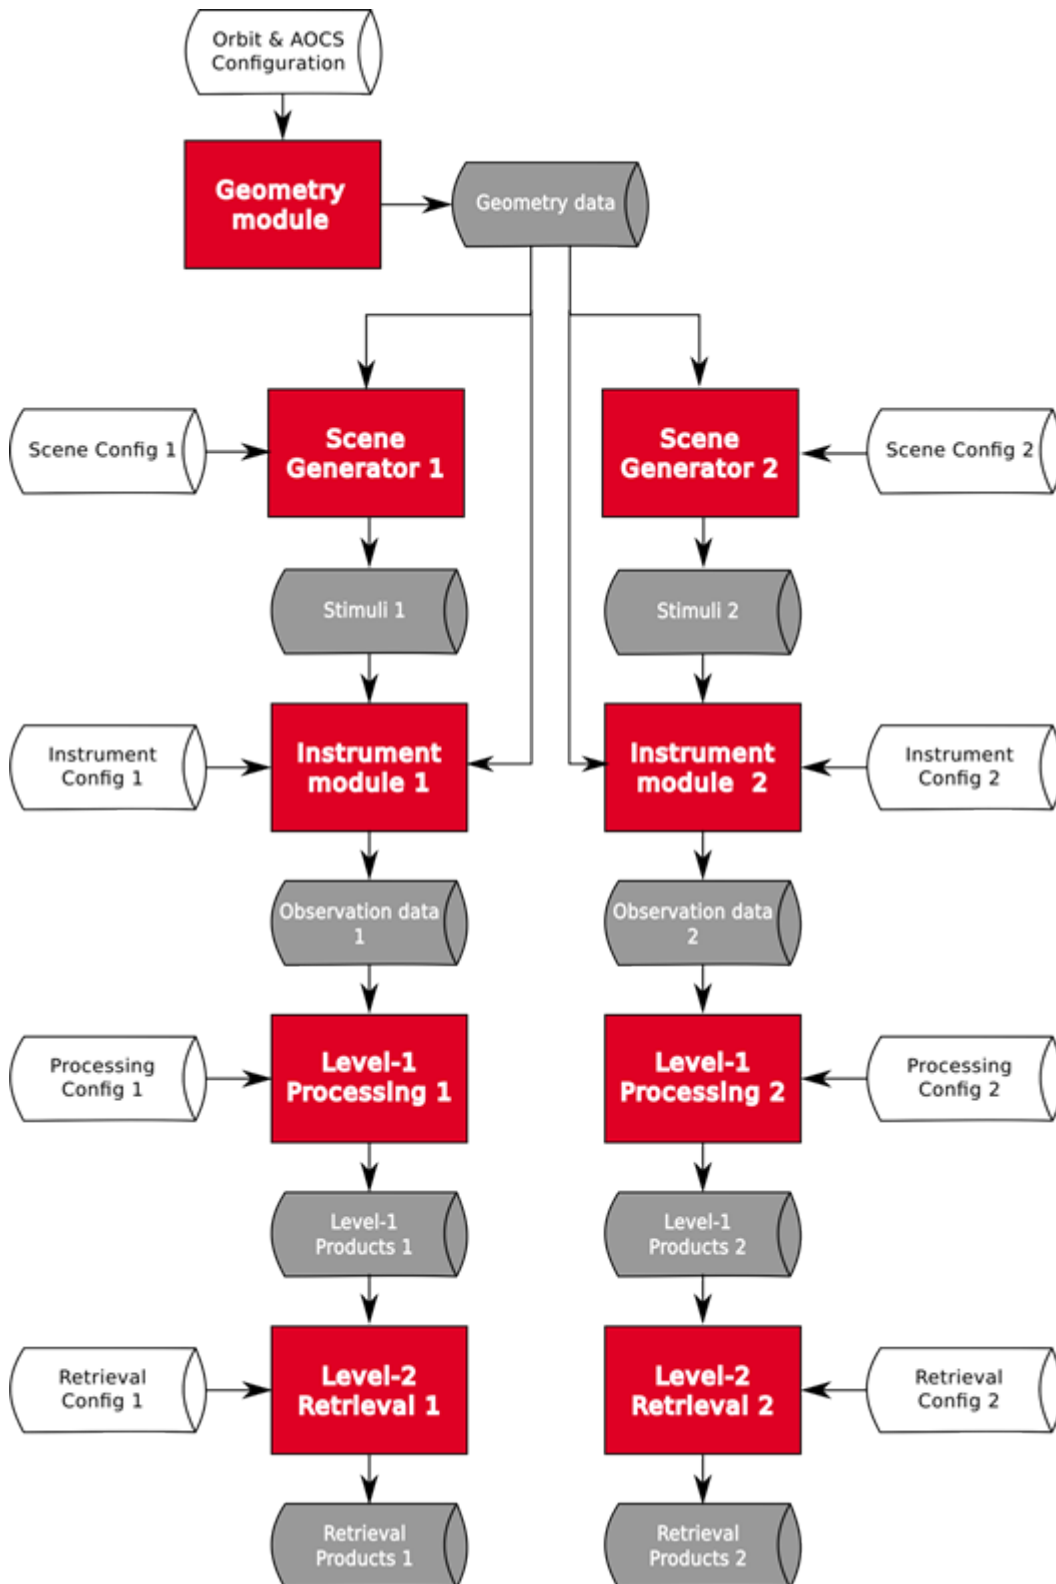 Orbit & AOCS
Configuration
Geometry
module
Geometry data
Scene Config 1
Scene
Generator 1
Scene
Generator 2
Scene Config 2
Stimuli 1
Stimuli 2
Instrument
Config 1
Instrument
module 1
Instrument
module 2
Instrument
Config 2
Observation data
1
Observation data
2
Processing
Config 1
Level-1
Processing 1
Level-1
Processing 2
Processing
Config 2
Level-1
Products 1
Level-1
Products 2
Retrieval
Config 1
Level-2
Retrieval 1
Level-2
Retrieval 2
Retrieval
Config 2
Retrieval
Products 1
Retrieval
Products 2